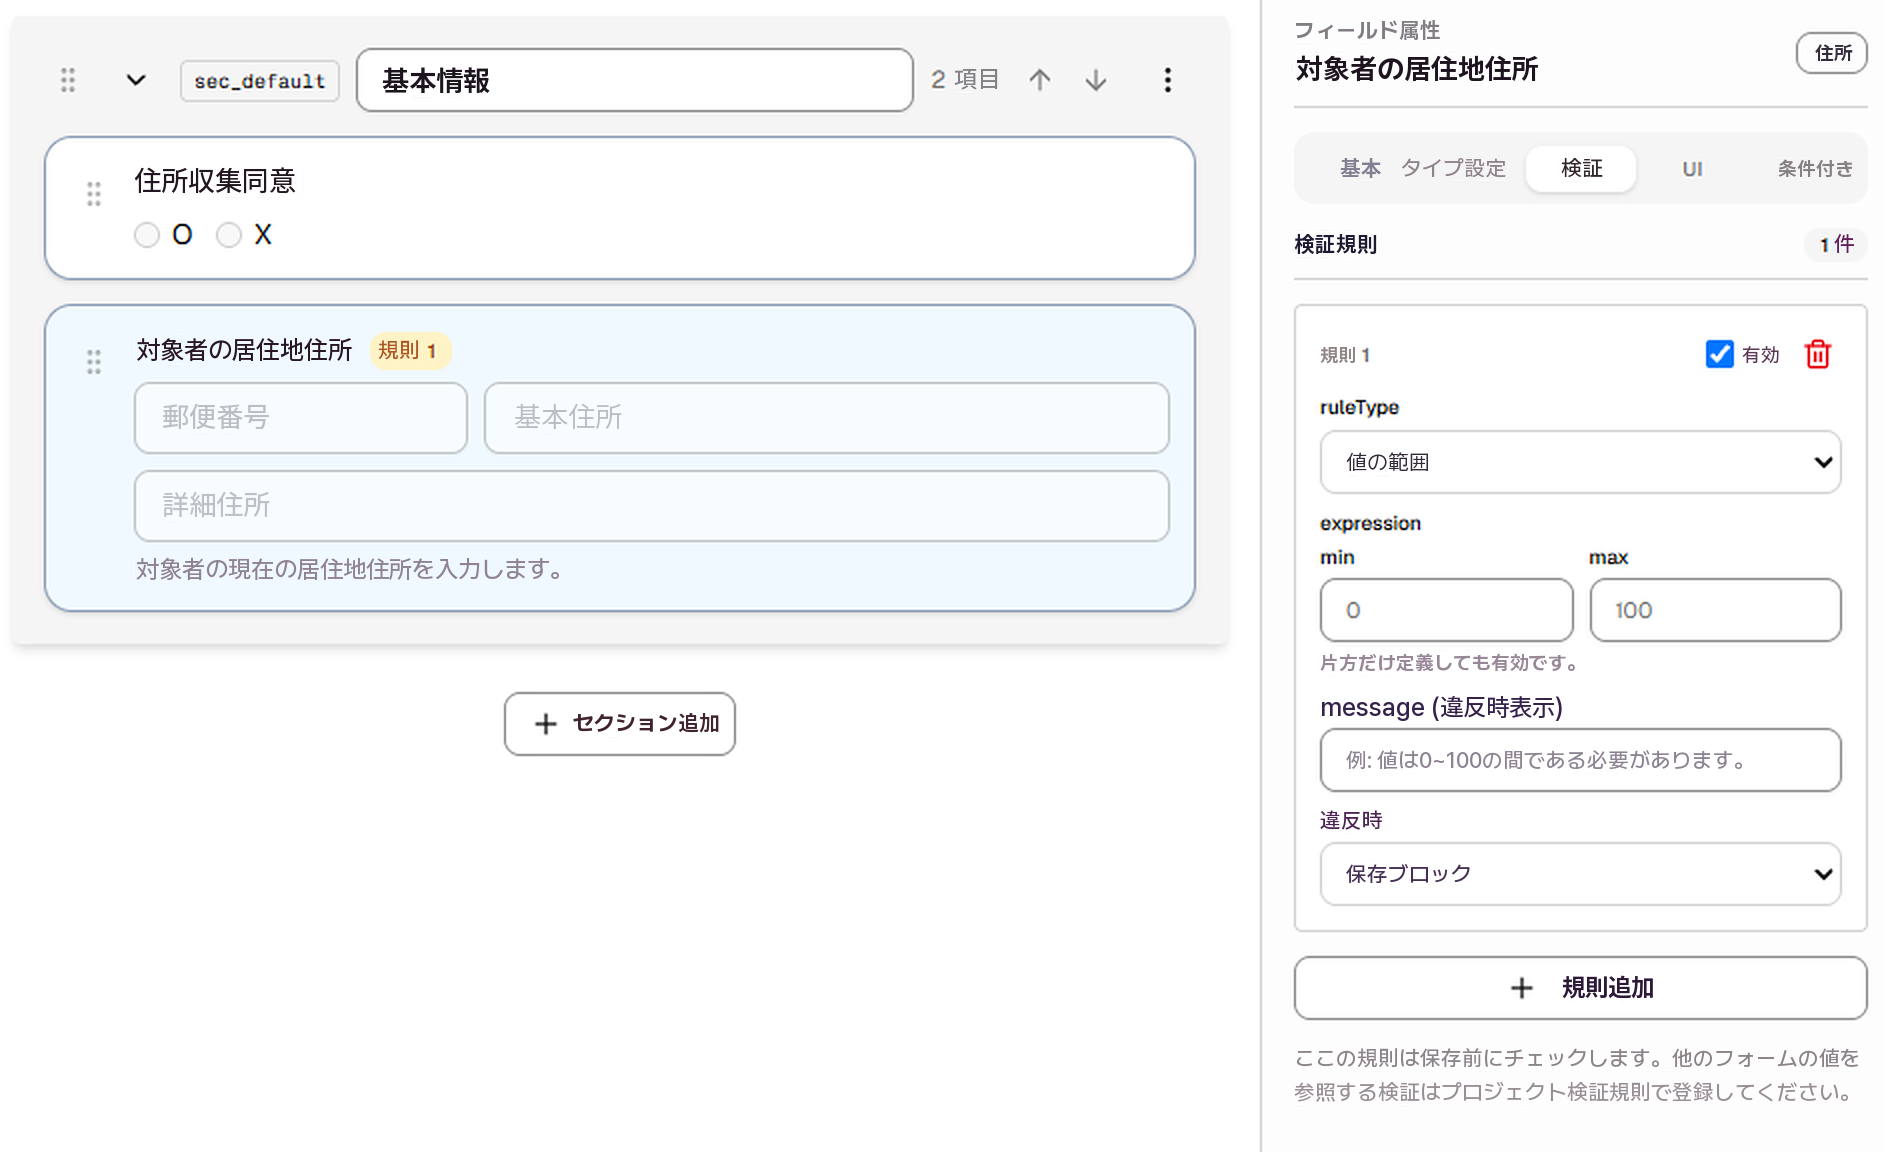 sec_default
基本情報
2 項目
住所収集同意
O X
対象者の居住地住所 規則 1
郵便番号 基本住所
詳細住所
対象者の現在の居住地住所を入力します。
セクション追加
フィールド属性
対象者の居住地住所
住所
基本 タイプ設定 検証 UI 条件付き
検証規則 1 件
規則 1 有効
ruleType
値の範囲
expression
min max
0 100
片方だけ定義しても有効です。
message (違反時表示)
例: 値は0~100の間である必要があります。
違反時
保存ブロック
規則追加
ここの規則は保存前にチェックします。他のフォームの値を
参照する検証はプロジェクト検証規則で登録してください。